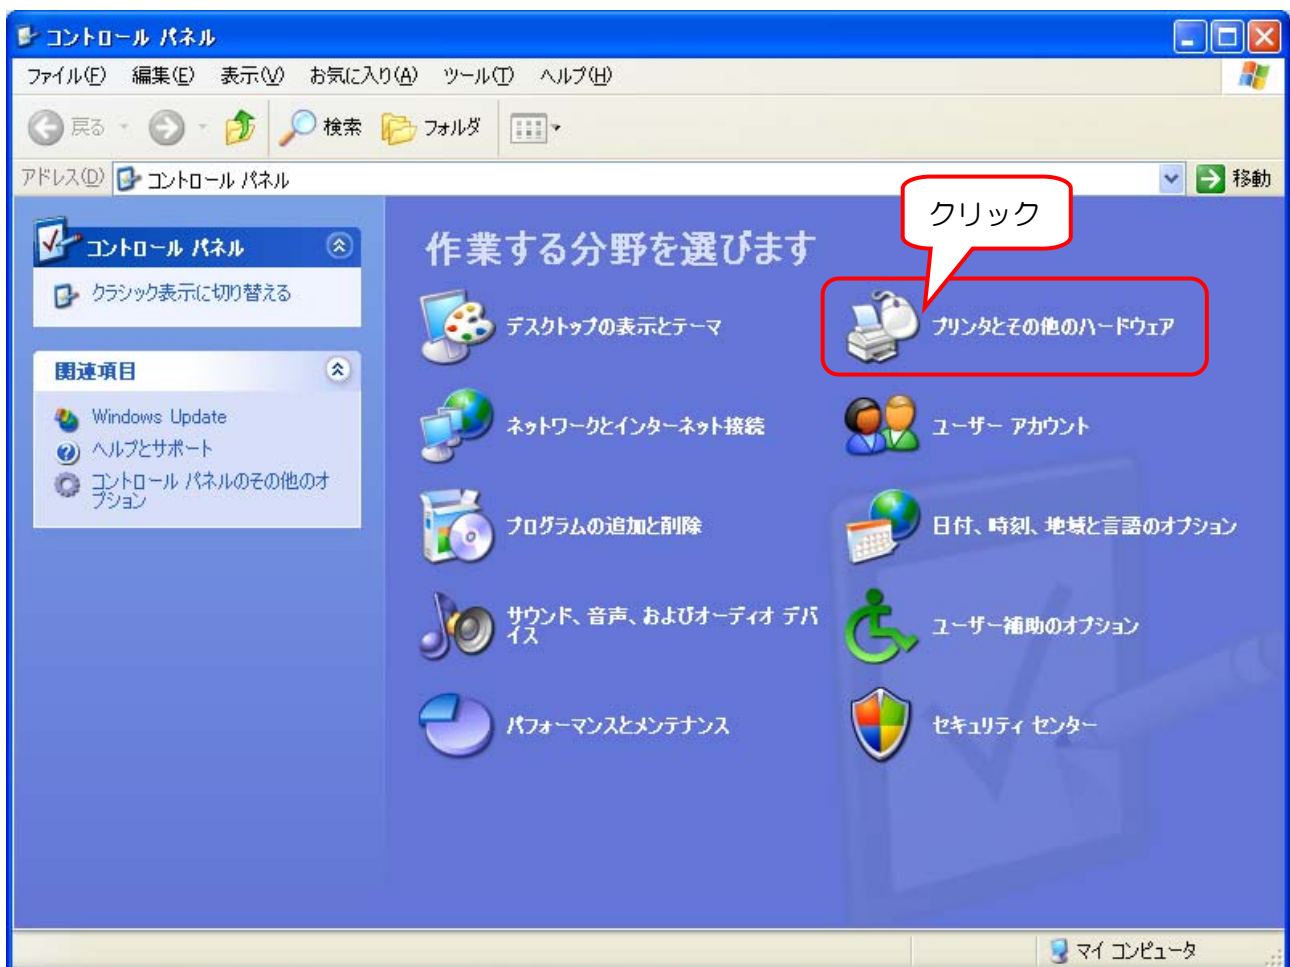 コントロール パネル
ファイル(F) 編集(E) 表示(V) お気に入り(A) ツール(T) ヘルプ(H)
戻る 検索 フォルダ
アドレス(D) コントロール パネル 移動
クリック
コントロール パネル
クラシック表示に切り替える
関連項目
Windows Update
ヘルプとサポート
コントロール パネルのその他のオ
プション
作業する分野を選びます
デスクトップの表示とテーマ
プリンタとその他のハードウェア
ネットワークとインターネット接続
ユーザー アカウント
プログラムの追加と削除
日付、時刻、地域と言語のオプション
サウンド、音声、およびオーディオ デバ
イス
ユーザー補助のオプション
パフォーマンスとメンテナンス
セキュリティ センター
マイ コンピュータ